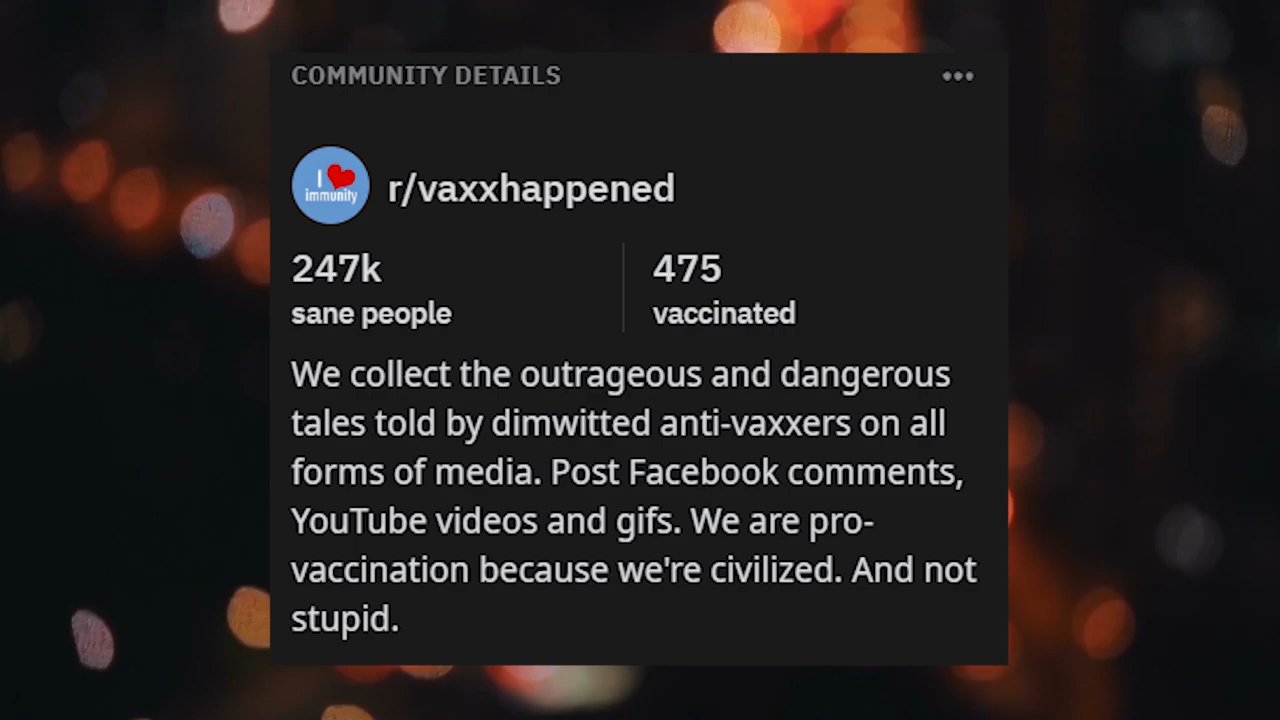 COMMUNITY DETAILS
I
immunity
r/vaxxhappened
247k
475
sane people
vaccinated
We collect the outrageous and dangerous
tales told by dimwitted anti-vaxxers on all
forms of media. Post Facebook comments,
YouTube videos and gifs. We are pro-
vaccination because we're civilized. And not
stupid.